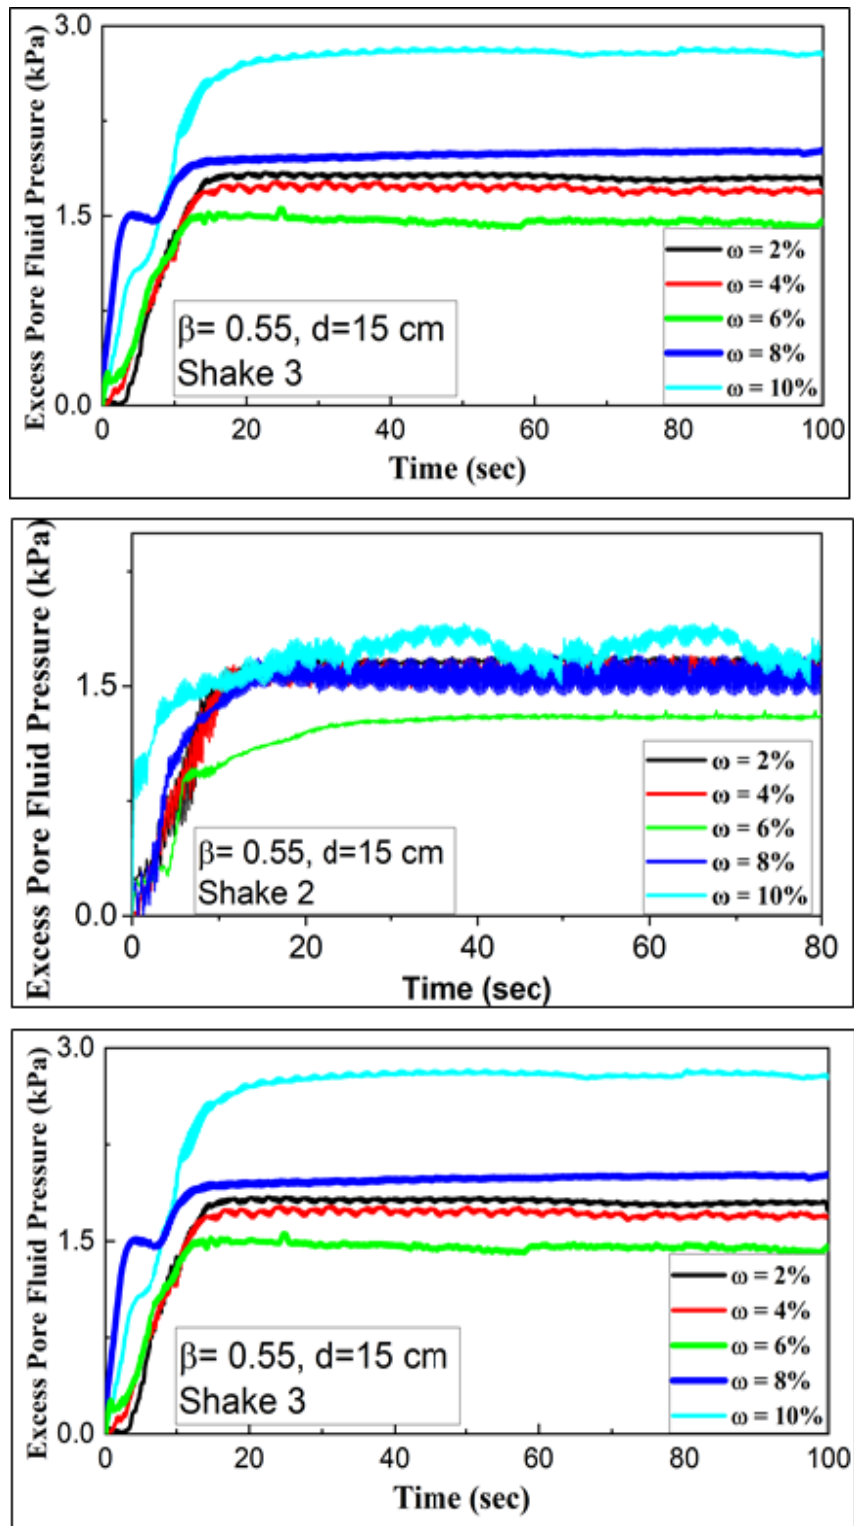 Excess Pore Fluid Pressure (kPa)
3.0
1.5
0.0
β= 0.55, d=15 cm
Shake 3
ω = 2%
ω = 4%
ω = 6%
ω = 8%
ω = 10%
0 20 40 60 80 100
Time (sec)
Excess Pore Fluid Pressure (kPa)
1.5
0.0
β= 0.55, d=15 cm
Shake 2
ω = 2%
ω = 4%
ω = 6%
ω = 8%
ω = 10%
0 20 40 60 80
Time (sec)
Excess Pore Fluid Pressure (kPa)
3.0
1.5
0.0
β= 0.55, d=15 cm
Shake 3
ω = 2%
ω = 4%
ω = 6%
ω = 8%
ω = 10%
0 20 40 60 80 100
Time (sec)